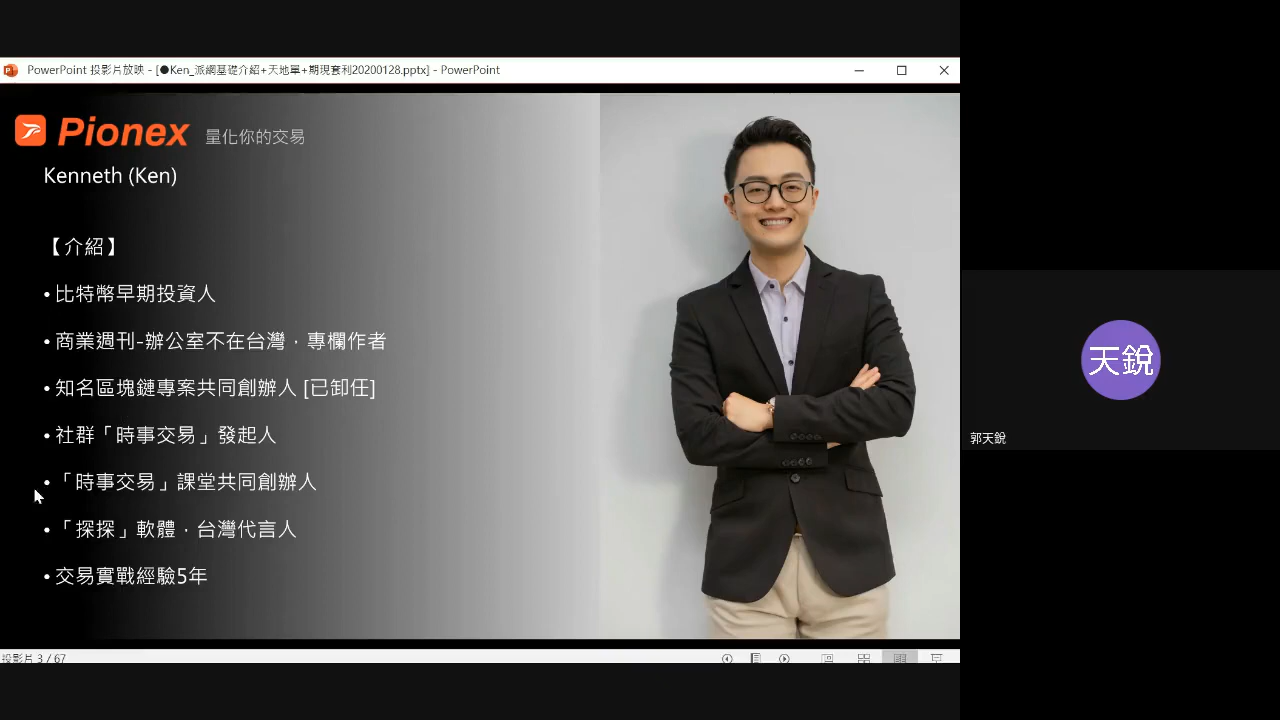 PowerPoint 投影片放映 - [●Ken_派網基礎介紹+天地單+期現套利20200128.pptx] - PowerPoint
Pionex 量化你的交易
Kenneth (Ken)
【介紹】
• 比特幣早期投資人
• 商業週刊-辦公室不在台灣，專欄作者
• 知名區塊鏈專案共同創辦人 [已卸任]
• 社群「時事交易」發起人
• 「時事交易」課堂共同創辦人
• 「探探」軟體，台灣代言人
• 交易實戰經驗5年
投影片 3 / 67
天銳
郭天銳